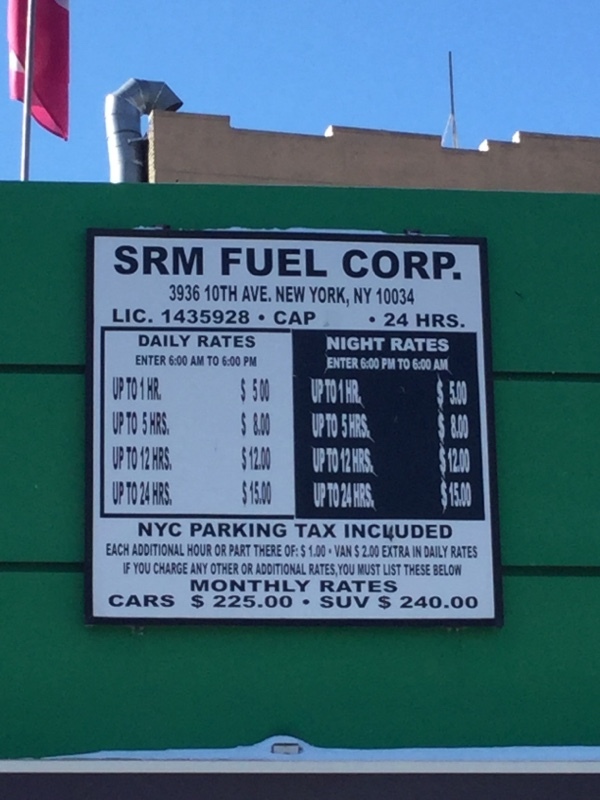 SRM FUEL CORP.
3936 10TH AVE. NEW YORK, NY 10034
LIC. 1435928 • CAP • 24 HRS.
DAILY RATES
ENTER 6:00 AM TO 6:00 PM
UP TO 1 HR. $ 5 00
UP TO 5 HRS. $ 8.00
UP TO 12 HRS. $ 12.00
UP TO 24 HRS. $ 15.00
NIGHT RATES
ENTER 6:00 PM TO 6:00 AM
UP TO 1 HR. $ 5.00
UP TO 5 HRS. $ 8.00
UP TO 12 HRS. $ 12.00
UP TO 24 HRS. $ 15.00
NYC PARKING TAX INCLUDED
EACH ADDITIONAL HOUR OR PART THERE OF: $ 1.00 • VAN $ 2.00 EXTRA IN DAILY RATES
IF YOU CHARGE ANY OTHER OR ADDITIONAL RATES, YOU MUST LIST THESE BELOW
MONTHLY RATES
CARS $ 225.00 • SUV $ 240.00